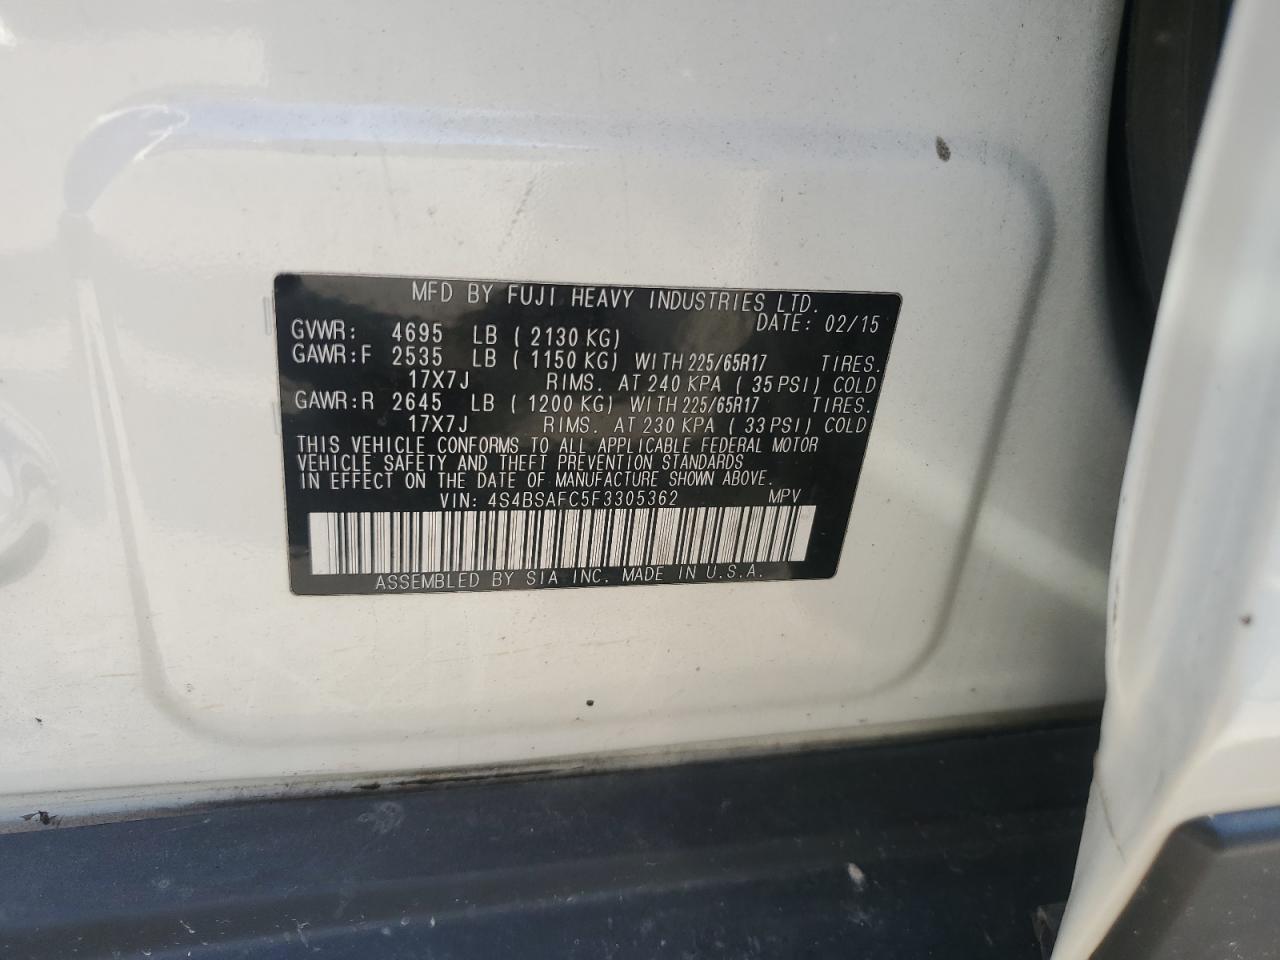 MFD BY FUJI HEAVY INDUSTRIES LTD.
DATE: 02/15
GVWR: 4695 LB ( 2130 KG)
GAWR:F 2535 LB ( 1150 KG) WITH 225/65R17 TIRES.
17X7J RIMS. AT 240 KPA ( 35 PSI) COLD
GAWR:R 2645 LB ( 1200 KG) WITH 225/65R17 TIRES.
17X7J RIMS. AT 230 KPA ( 33 PSI) COLD
THIS VEHICLE CONFORMS TO ALL APPLICABLE FEDERAL MOTOR
VEHICLE SAFETY AND THEFT PREVENTION STANDARDS
IN EFFECT ON THE DATE OF MANUFACTURE SHOWN ABOVE.
VIN: 4S4BSAFC5F3305362 MPV
ASSEMBLED BY SIA INC. MADE IN U.S.A.